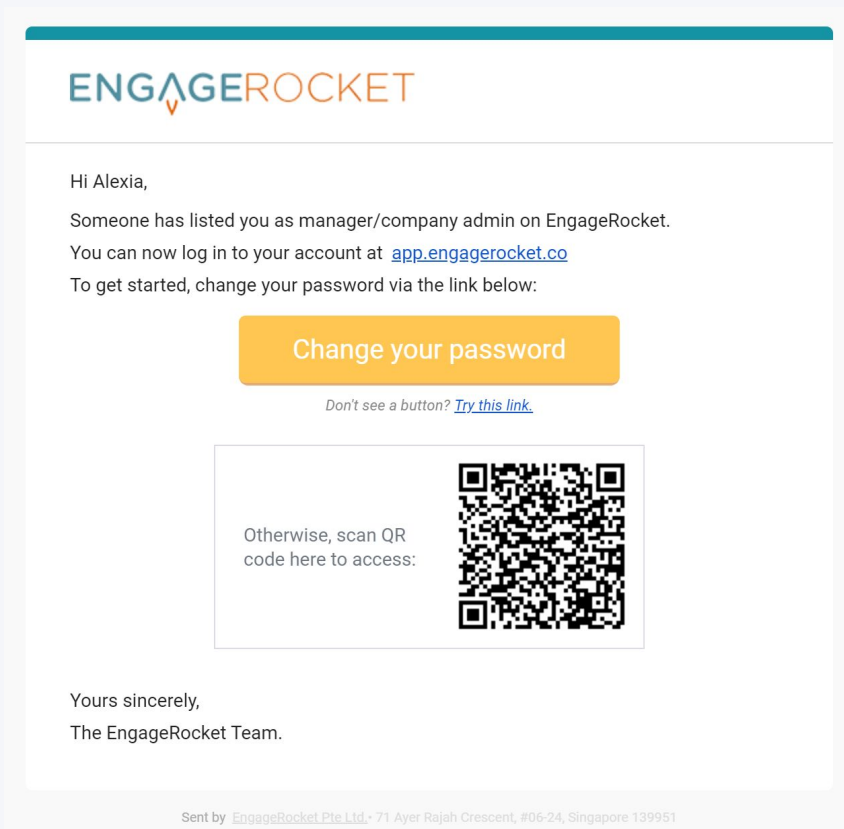 ENGAGEROCKET
Hi Alexia,
Someone has listed you as manager/company admin on EngageRocket.
You can now log in to your account at app.engagerocket.co
To get started, change your password via the link below:
Change your password
Don't see a button? Try this link.
Otherwise, scan QR
code here to access:
Yours sincerely,
The EngageRocket Team.
Sent by EngageRocket Pte Ltd.• 71 Ayer Rajah Crescent, #06-24, Singapore 139951